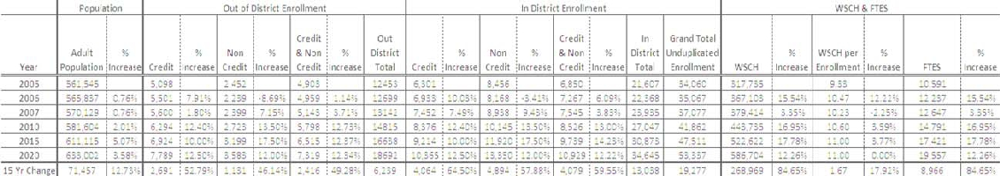 Population Out of District Enrollment In District Enrollment WSCH & FTES
Credit Out Credit In Grand Total
Adult % % Non % & Non % District % Non % & Non % District Unduplicated % WSCH per % %
Year Population Increase Credit Increase Credit Increase Credit Increase Total Credit Increase Credit Increase Credit Increase Total Enrollment WSCH Increase Enrollment Increase FTES Increase
2005 561,545 5,098 2,452 4,903 12453 6,301 8,456 6,850 21,607 34,060 317,735 9.33 10,591
2006 565,837 0.76% 5,501 7.91% 2,239 -8.69% 4,959 1.14% 12699 6,933 10.03% 8,168 -3.41% 7,267 6.09% 22,368 35,067 367,103 15.54% 10.47 12.21% 12,237 15.54%
2007 570,129 0.76% 5,600 1.80% 2,399 7.15% 5,143 3.71% 13142 7,452 7.49% 8,938 9.43% 7,545 3.83% 23,935 37,077 379,414 3.35% 10.23 -2.25% 12,647 3.35%
2010 581,604 2.01% 6,294 12.40% 2,723 13.50% 5,798 12.73% 14815 8,376 12.40% 10,145 13.50% 8,526 13.00% 27,047 41,862 443,735 16.95% 10.60 3.59% 14,791 16.95%
2015 611,115 5.07% 6,924 10.00% 3,199 17.50% 6,515 12.37% 16638 9,214 10.00% 11,920 17.50% 9,739 14.23% 30,873 47,511 522,622 17.78% 11.00 3.77% 17,421 17.78%
2020 633,002 3.58% 7,789 12.50% 3,583 12.00% 7,319 12.34% 18691 10,365 12.50% 13,350 12.00% 10,929 12.22% 34,645 53,337 586,704 12.26% 11.00 0.00% 19,557 12.26%
15 Yr Change 71,457 12.73% 2,691 52.79% 1,131 46.14% 2,416 49.28% 6,239 4,064 64.50% 4,894 57.88% 4,079 59.55% 13,038 19,277 268,969 84.65% 1.67 17.92% 8,966 84.65%